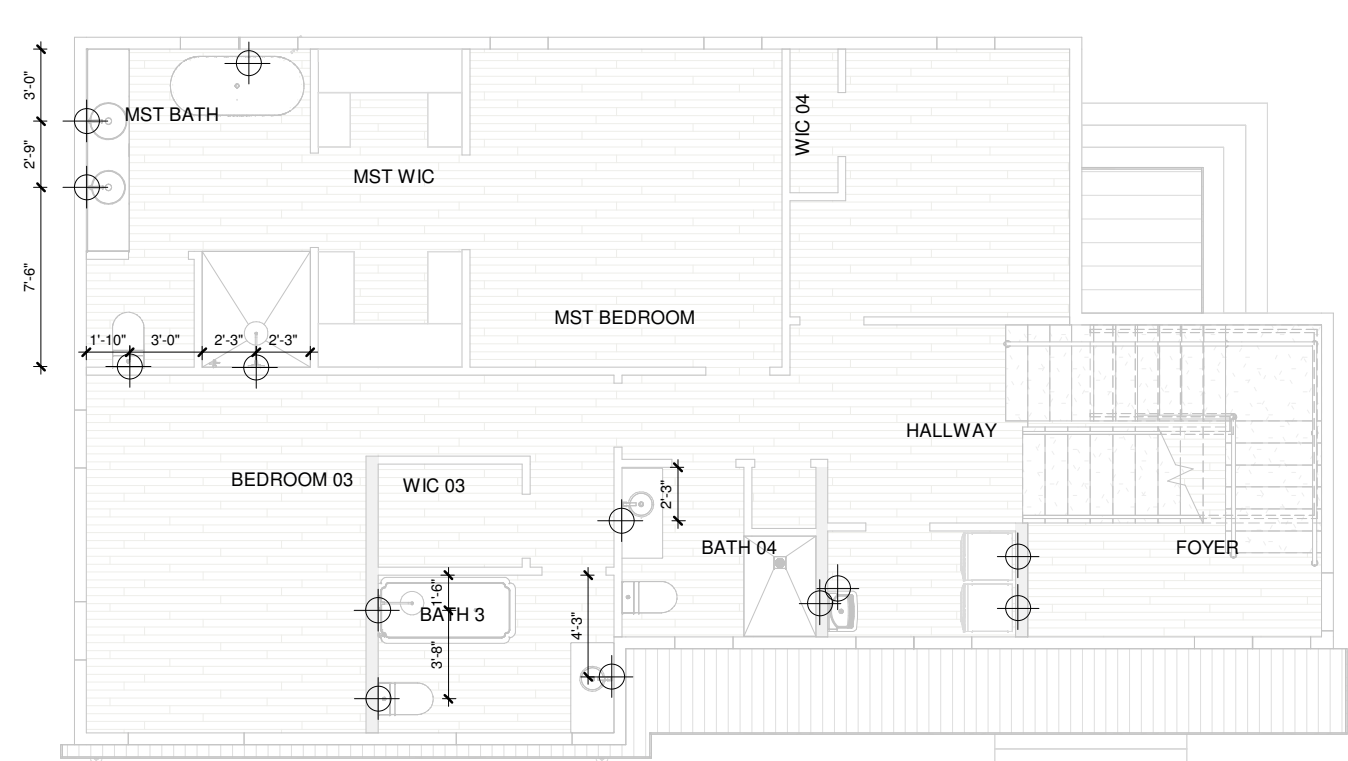 3'-0"
MST BATH
WIC 04
2'-9"
MST WIC
7'-6"
MST BEDROOM
1'-10"
3'-0"
2'-3"
2'-3"
HALLWAY
BEDROOM 03
WIC 03
2'-3"
BATH 04
FOYER
1'-6"
BATH 3
4'-3"
3'-8"